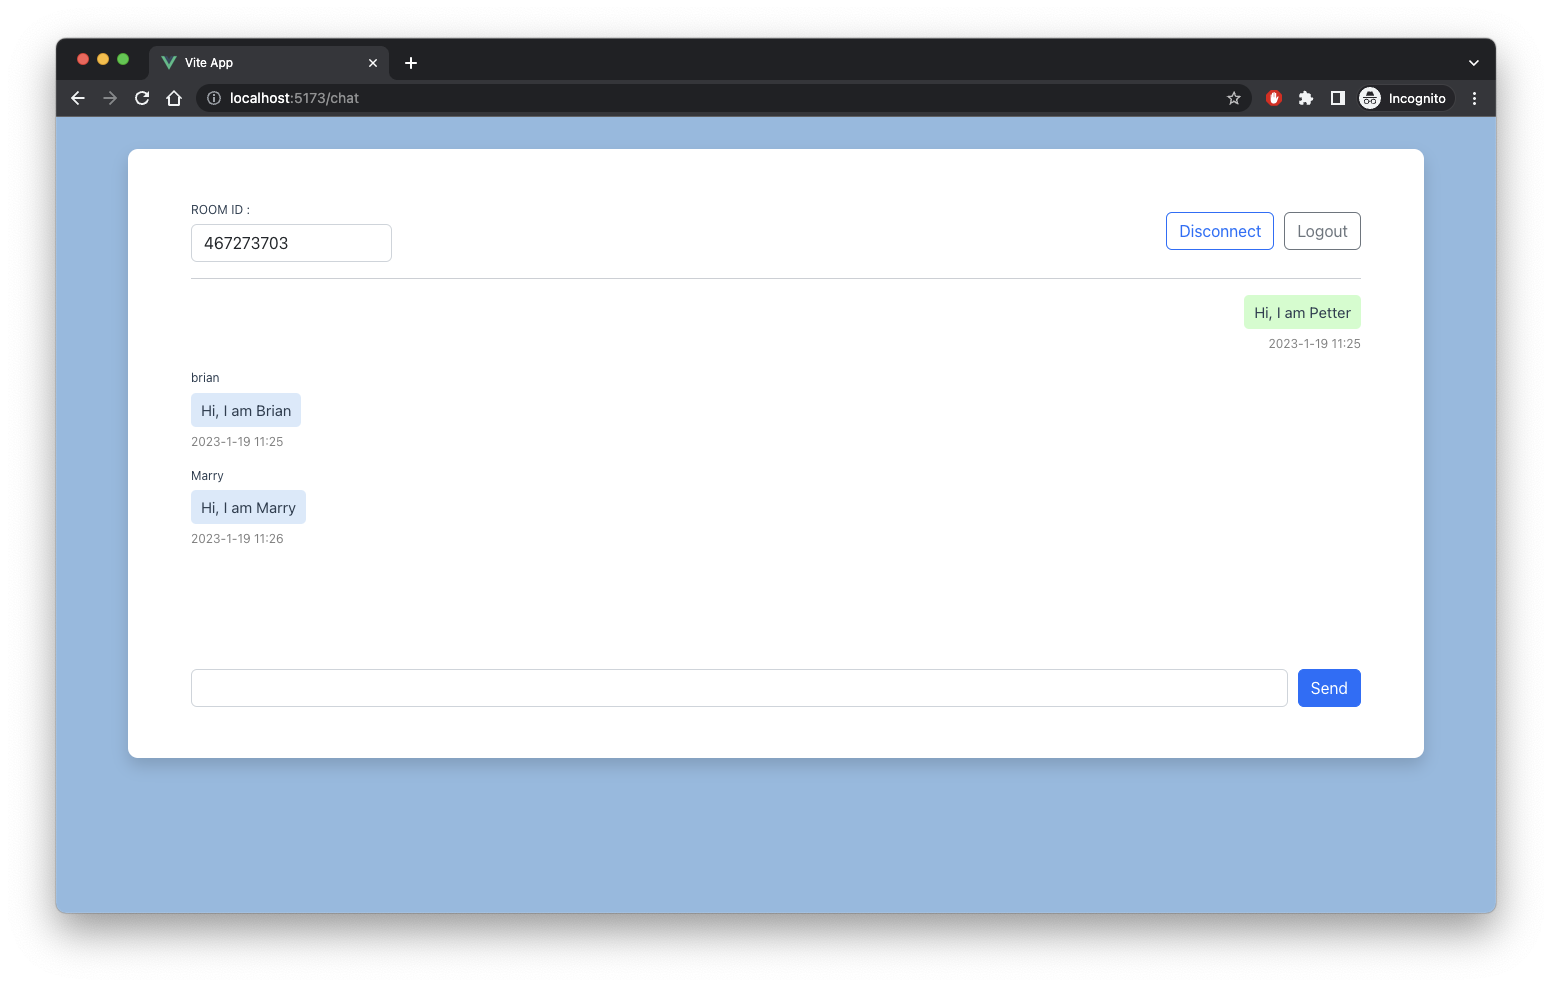 Vite App
localhost:5173/chat
Incognito
ROOM ID :
467273703
Disconnect
Logout
Hi, I am Petter
2023-1-19 11:25
brian
Hi, I am Brian
2023-1-19 11:25
Marry
Hi, I am Marry
2023-1-19 11:26
Send